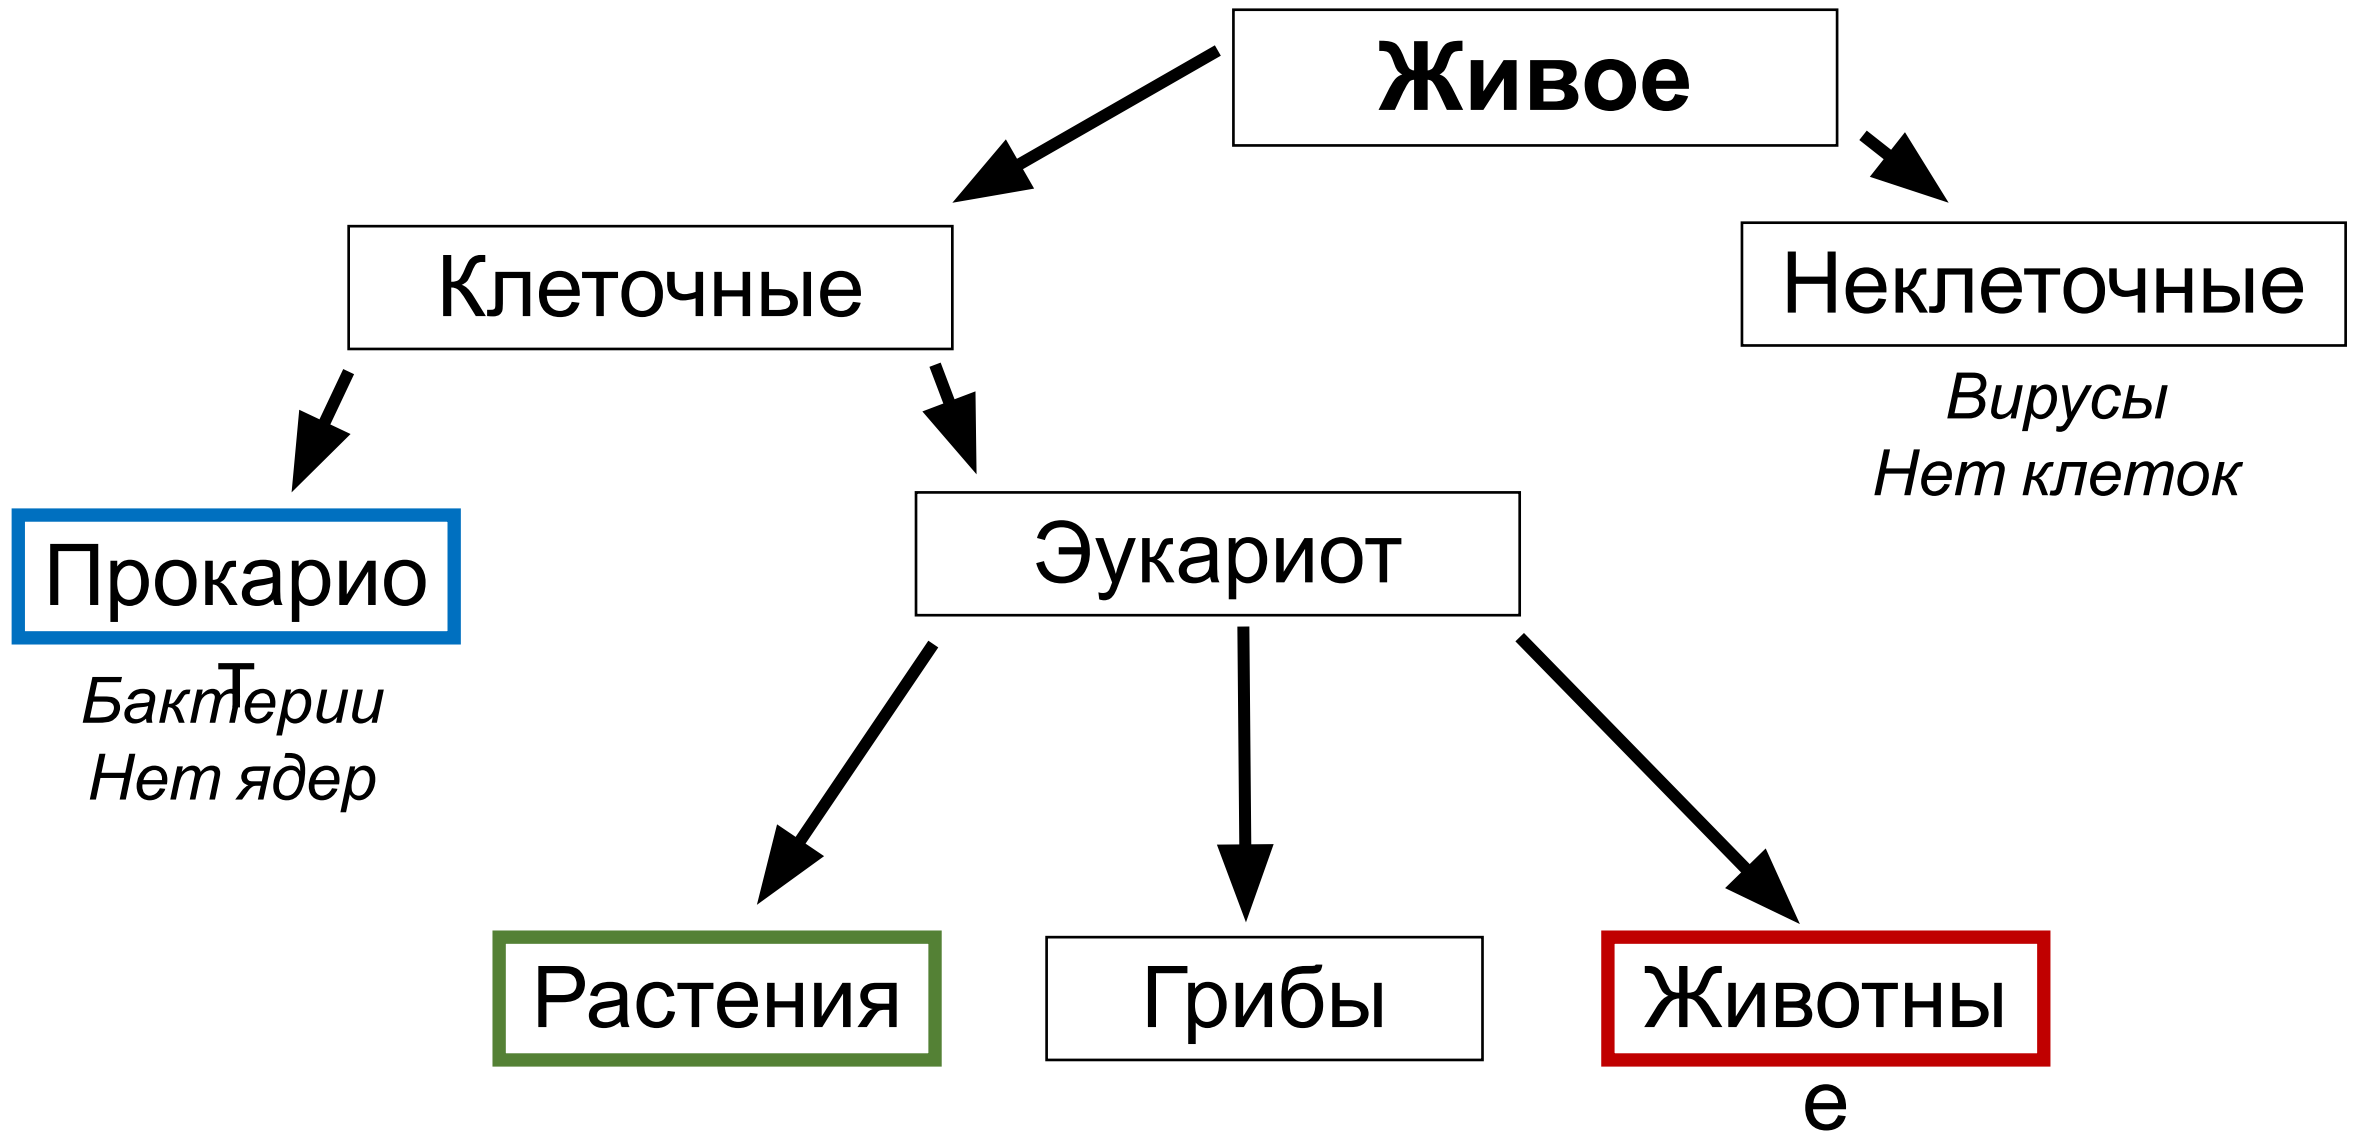 Живое
Клеточные
Неклеточные
Вирусы
Нет клеток
Прокарио
т
Бактерии
Нет ядер
Эукариот
Растения
Грибы
Животны
е